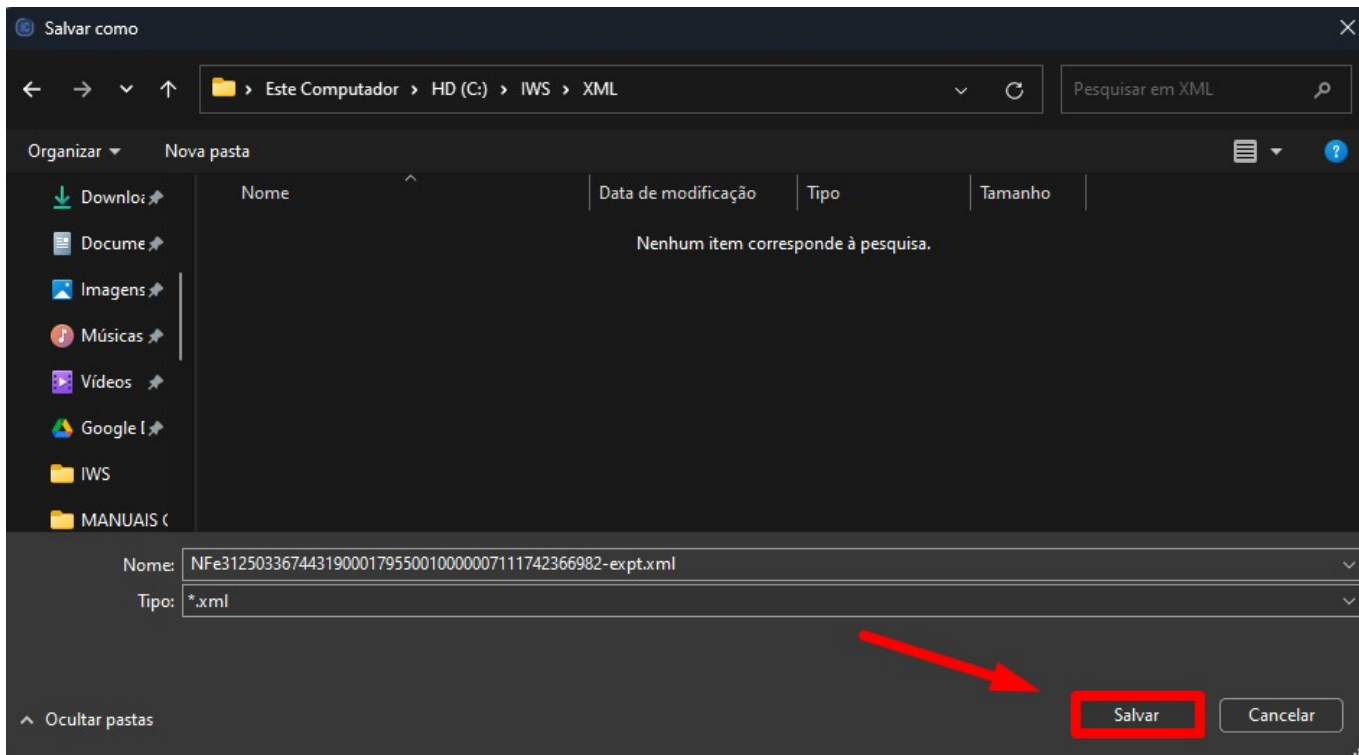 Salvar como
Este Computador > HD (C:) > IWS > XML
Pesquisar em XML
Organizar
Nova pasta
Nome
Data de modificação
Tipo
Tamanho
Downloa
Docume
Imagens
Músicas
Vídeos
Google
IWS
MANUAIS
Nenhum item corresponde à pesquisa.
Nome: NFe31250336744319000179550010000007111742366982-expt.xml
Tipo: *.xml
Ocultar pastas
Salvar
Cancelar